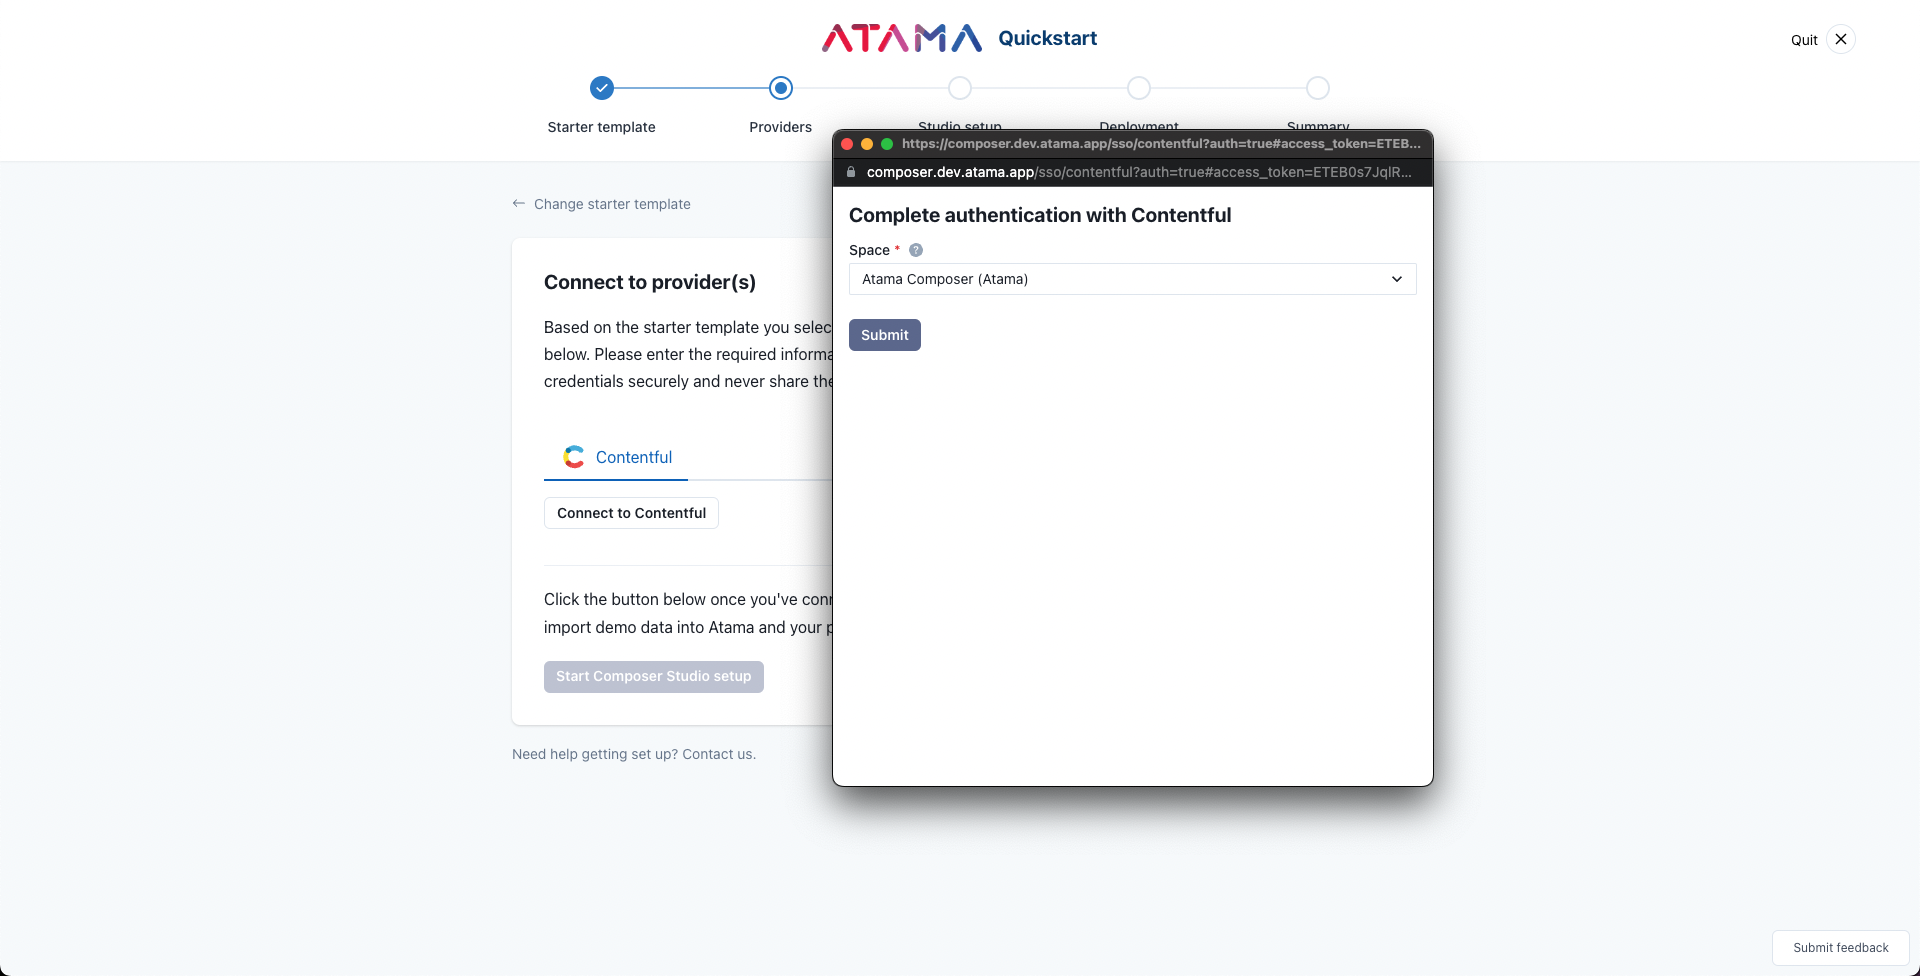 ATAMA Quickstart
Quit
Starter template
Providers
Studio setup
Deployment
Summary
https://composer.dev.atama.app/sso/contentful?auth=true#access_token=ETEB...
composer.dev.atama.app/sso/contentful?auth=true#access_token=ETEB0s7JqlR...
Complete authentication with Contentful
Space * ?
Atama Composer (Atama)
Submit
← Change starter template
Connect to provider(s)
Based on the starter template you selec
below. Please enter the required informa
credentials securely and never share the
Contentful
Connect to Contentful
Click the button below once you've conn
import demo data into Atama and your p
Start Composer Studio setup
Need help getting set up? Contact us.
Submit feedback